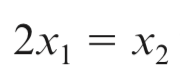 2x₁ = x₂